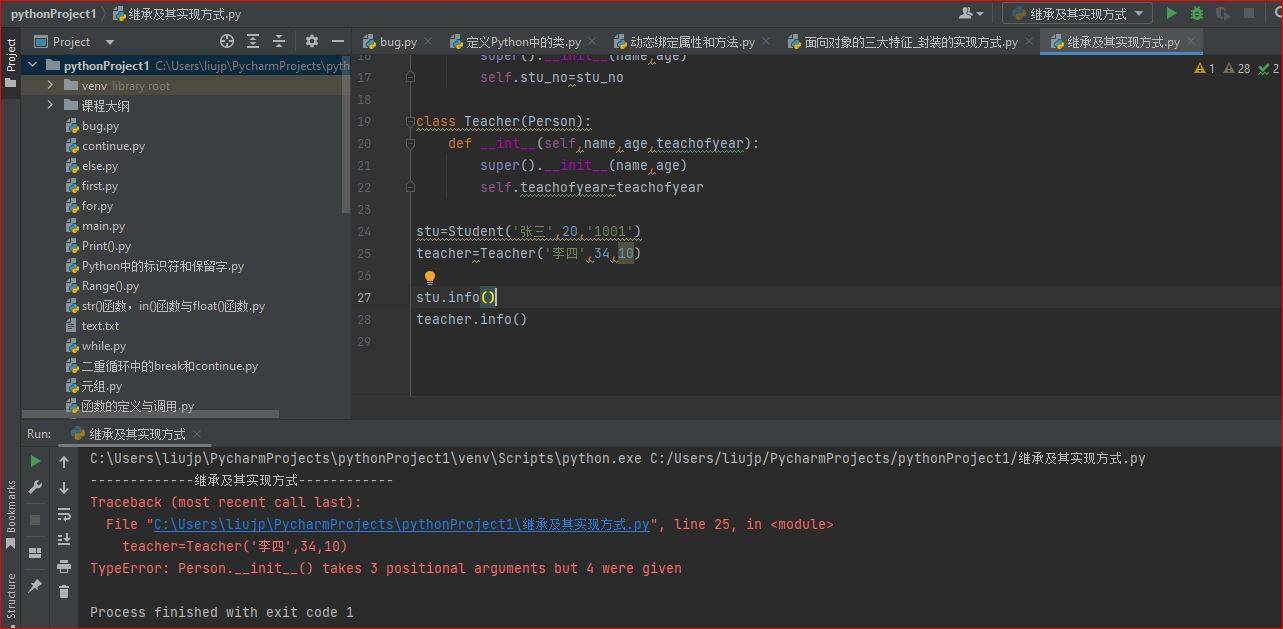 pythonProject1 继承及其实现方式.py
继承及其实现方式
Project
Project
bug.py
定义Python中的类.py
动态绑定属性和方法.py
面向对象的三大特征_封装的实现方式.py
继承及其实现方式.py
pythonProject1 C:\Users\liujp\PycharmProjects\pyth
venv library root
课程大纲
bug.py
continue.py
else.py
first.py
for.py
main.py
Print().py
Python中的标识符和保留字.py
Range().py
str()函数，in()函数与float()函数.py
text.txt
while.py
二重循环中的break和continue.py
元组.py
函数的定义与调用.py
1 28 2
16 super().__init__(name,age)
17 self.stu_no=stu_no
18
19 class Teacher(Person):
20 def __int__(self,name,age,teachofyear):
21 super().__init__(name,age)
22 self.teachofyear=teachofyear
23
24 stu=Student('张三',20,'1001')
25 teacher=Teacher('李四',34,10)
26
27 stu.info()
28 teacher.info()
29
Run: 继承及其实现方式
C:\Users\liujp\PycharmProjects\pythonProject1\venv\Scripts\python.exe C:/Users/liujp/PycharmProjects/pythonProject1/继承及其实现方式.py
-------------继承及其实现方式------------
Traceback (most recent call last):
File "C:\Users\liujp\PycharmProjects\pythonProject1\继承及其实现方式.py", line 25, in <module>
teacher=Teacher('李四',34,10)
TypeError: Person.__init__() takes 3 positional arguments but 4 were given
Process finished with exit code 1
Bookmarks
Structure